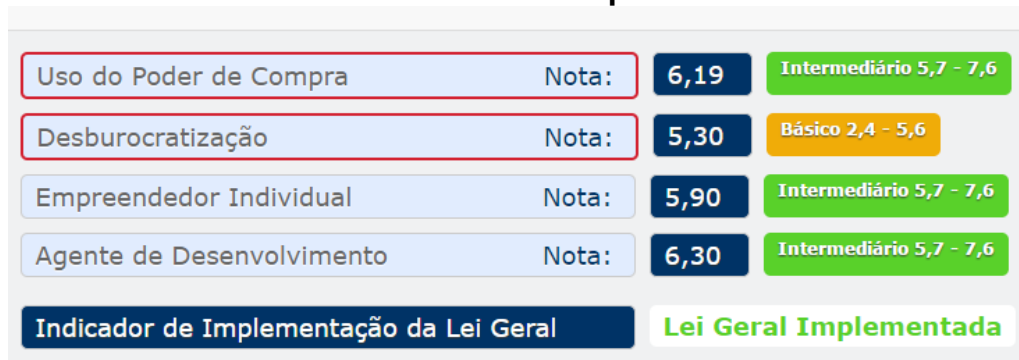 Uso do Poder de Compra Nota: 6,19 Intermediário 5,7 - 7,6
Desburocratização Nota: 5,30 Básico 2,4 - 5,6
Empreendedor Individual Nota: 5,90 Intermediário 5,7 - 7,6
Agente de Desenvolvimento Nota: 6,30 Intermediário 5,7 - 7,6
Indicador de Implementação da Lei Geral Lei Geral Implementada